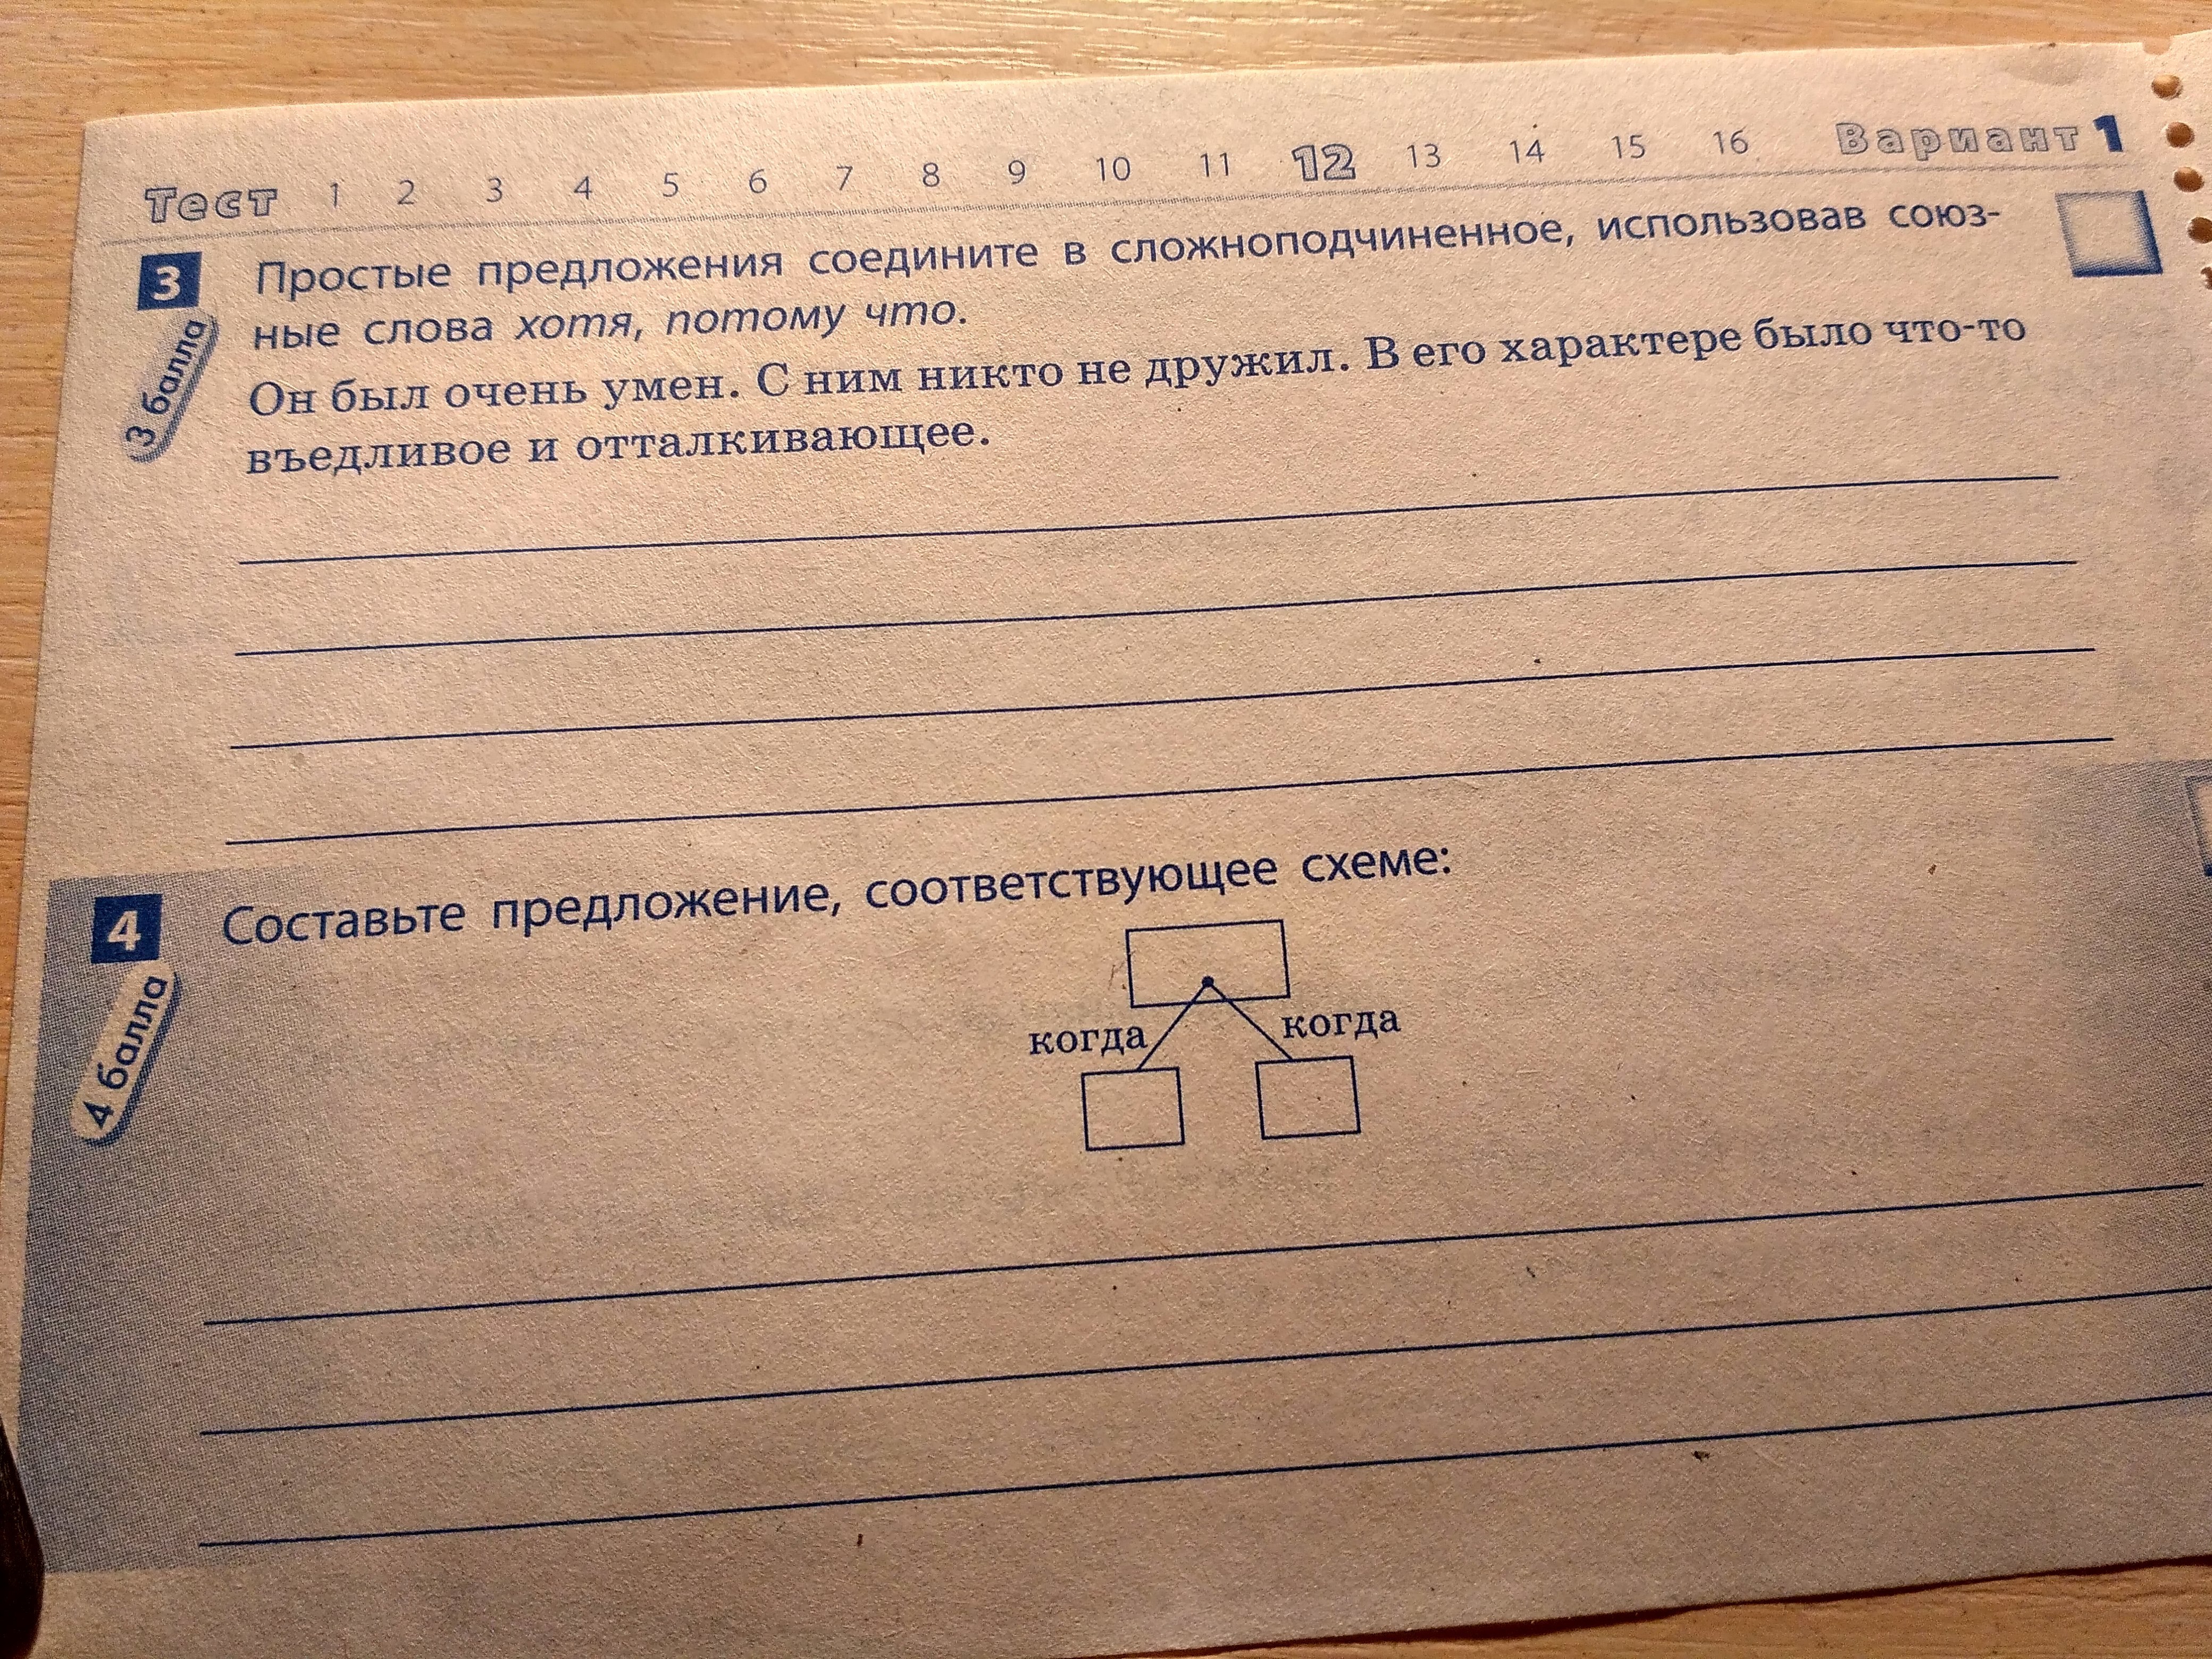 Тест 1 2 3 4 5 6 7 8 9 10 11 12 13 14 15 16 Вариант 1
3 Простые предложения соедините в сложноподчиненное, использовав союз-
ные слова хотя, потому что.
3 балла
Он был очень умен. С ним никто не дружил. В его характере было что-то
въедливое и отталкивающее.
4 Составьте предложение, соответствующее схеме:
4 балла
когда когда